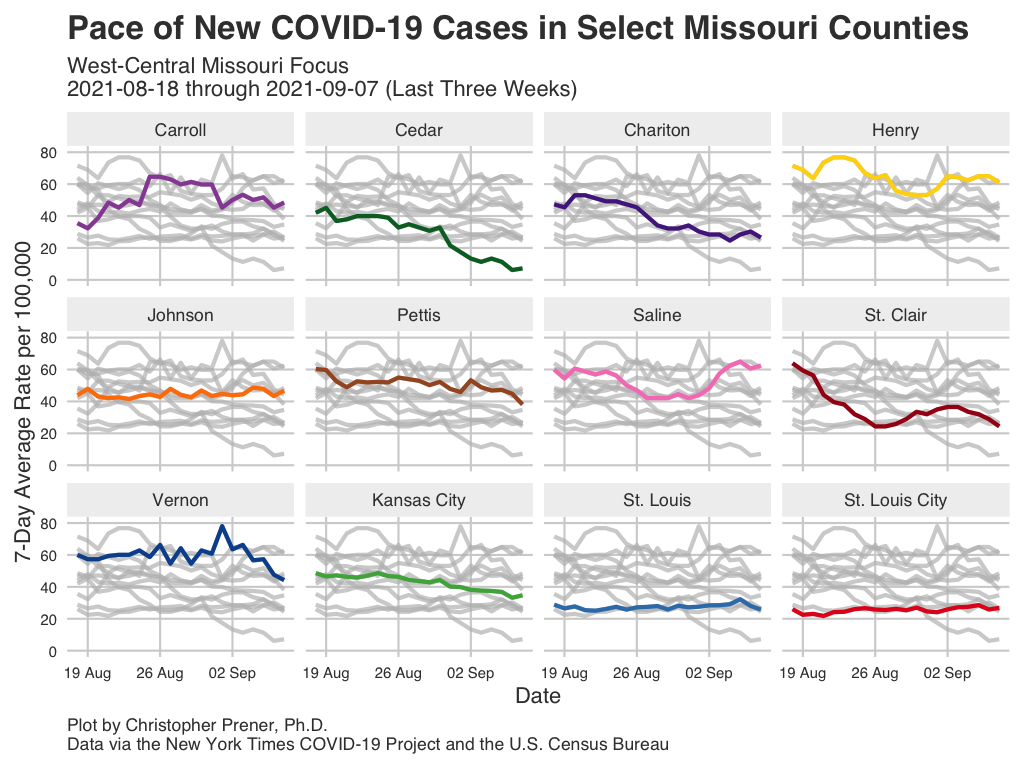 Pace of New COVID-19 Cases in Select Missouri Counties
West-Central Missouri Focus
2021-08-18 through 2021-09-07 (Last Three Weeks)
7-Day Average Rate per 100,000
Carroll Cedar Chariton Henry
80
60
40
20
0
Johnson Pettis Saline St. Clair
80
60
40
20
0
Vernon Kansas City St. Louis St. Louis City
80
60
40
20
0
19 Aug 26 Aug 02 Sep 19 Aug 26 Aug 02 Sep 19 Aug 26 Aug 02 Sep 19 Aug 26 Aug 02 Sep
Date
Plot by Christopher Prener, Ph.D.
Data via the New York Times COVID-19 Project and the U.S. Census Bureau